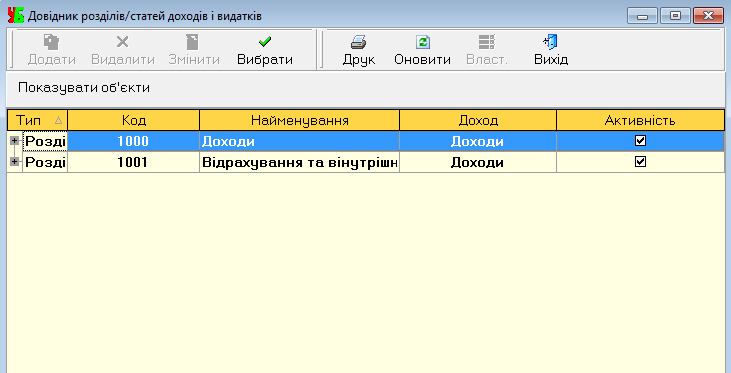 УБ Довідник розділів/статей доходів і видатків
Додати Видалити Змінити Вибрати Друк Оновити Власт. Вихід
Показувати об'єкти
Тип Код Найменування Доход Активність
Розді 1000 Доходи Доходи
Розді 1001 Відрахування та вінутрішн Доходи